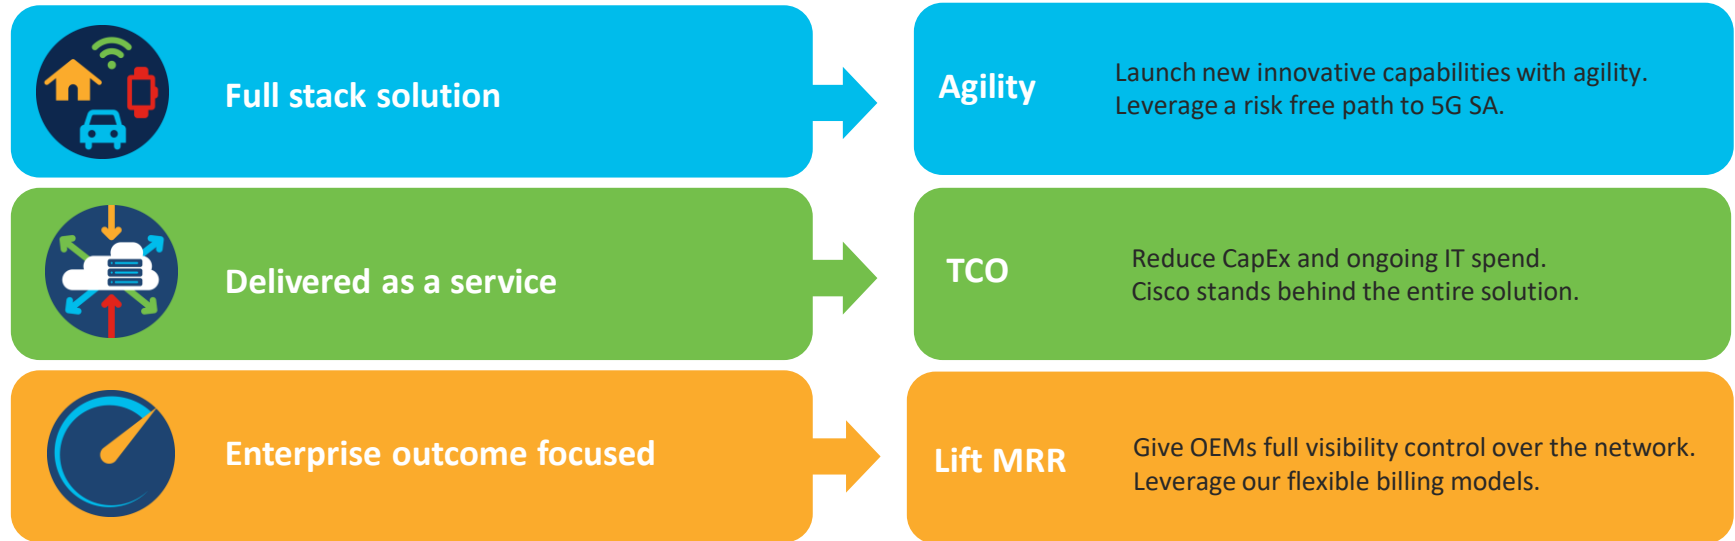 Full stack solution
Agility
Launch new innovative capabilities with agility.
Leverage a risk free path to 5G SA.
Delivered as a service
TCO
Reduce CapEx and ongoing IT spend.
Cisco stands behind the entire solution.
Enterprise outcome focused
Lift MRR
Give OEMs full visibility control over the network.
Leverage our flexible billing models.